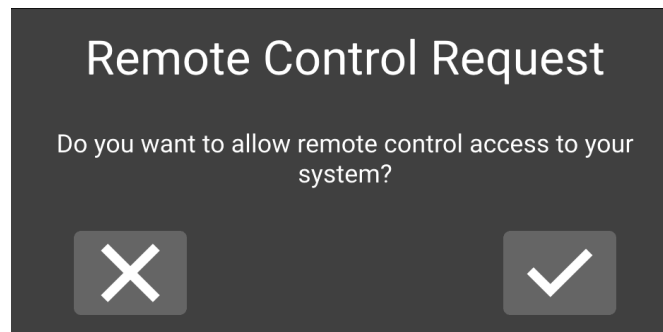 Remote Control Request
Do you want to allow remote control access to your
system?